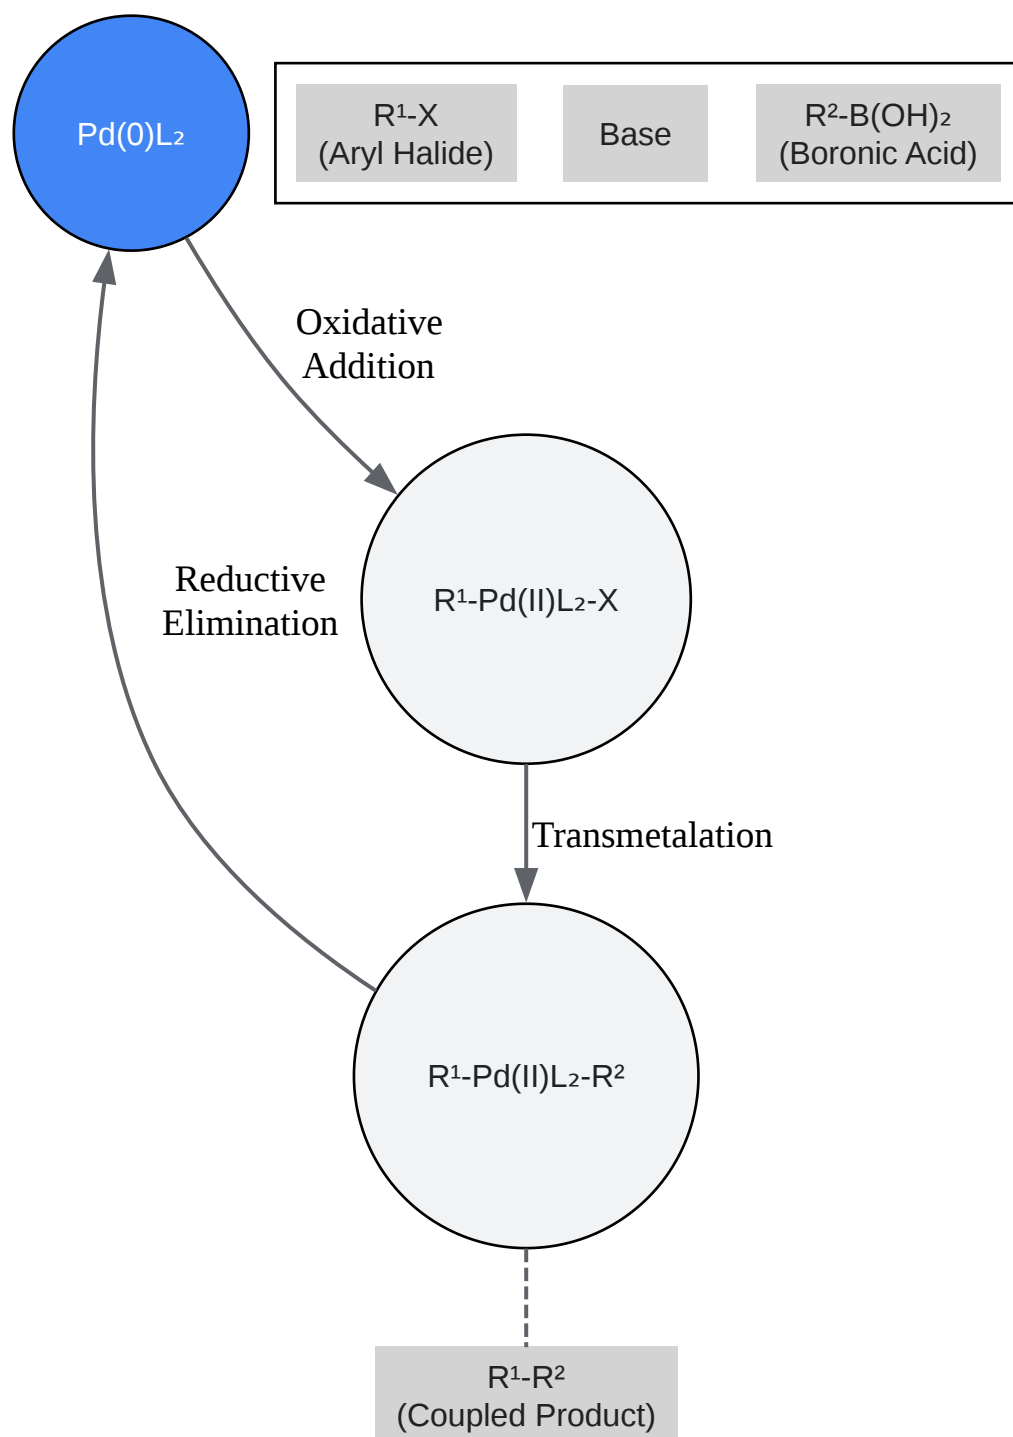 Pd(0)L₂
R¹-X
(Aryl Halide)
Base
R²-B(OH)₂
(Boronic Acid)
Oxidative
Addition
Reductive
Elimination
R¹-Pd(II)L₂-X
Transmetalation
R¹-Pd(II)L₂-R²
R¹-R²
(Coupled Product)